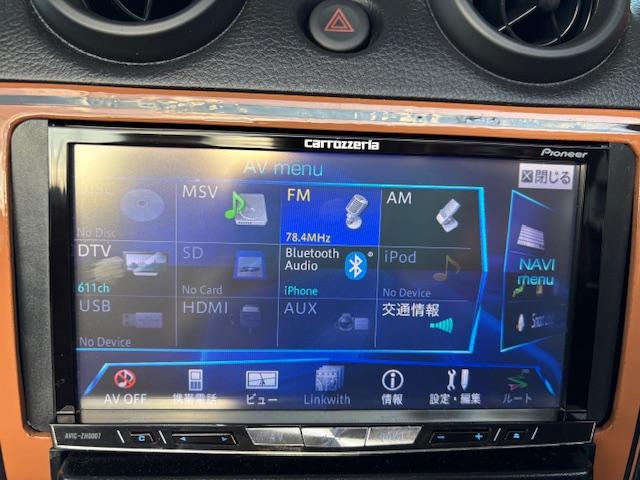 carrozzeria
Pioneer
AV menu
閉じる
No Disc
MSV
FM
78.4MHz
AM
DTV
611ch
SD
No Card
Bluetooth
Audio
iPhone
iPod
No Device
USB
No Device
HDMI
AUX
交通情報
NAVI
menu
AV OFF
携帯電話
ビュー
Linkwith
情報
設定・編集
ルート
AVIC-ZH0007